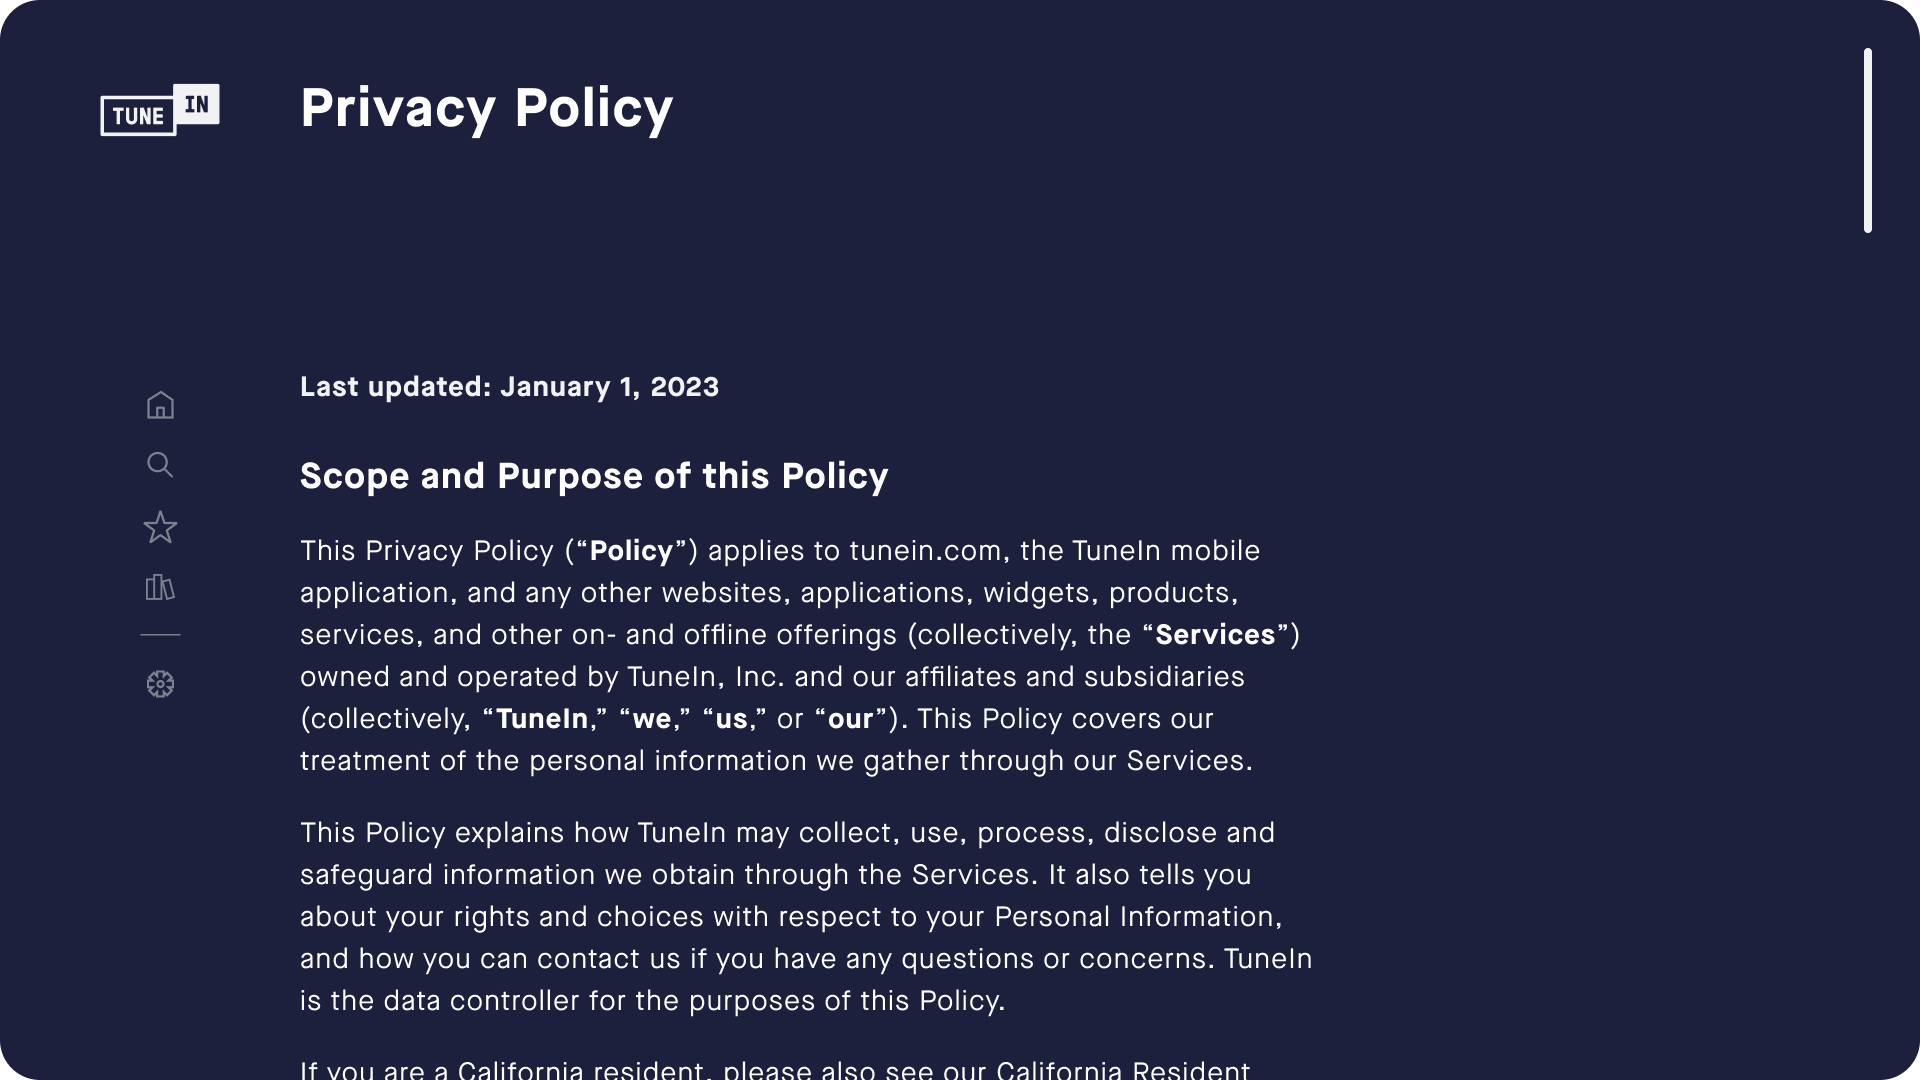 TUNE IN
Privacy Policy
Last updated: January 1, 2023
Scope and Purpose of this Policy
This Privacy Policy (“Policy”) applies to tunein.com, the TuneIn mobile
application, and any other websites, applications, widgets, products,
services, and other on- and offline offerings (collectively, the “Services”)
owned and operated by TuneIn, Inc. and our affiliates and subsidiaries
(collectively, “TuneIn,” “we,” “us,” or “our”). This Policy covers our
treatment of the personal information we gather through our Services.
This Policy explains how TuneIn may collect, use, process, disclose and
safeguard information we obtain through the Services. It also tells you
about your rights and choices with respect to your Personal Information,
and how you can contact us if you have any questions or concerns. TuneIn
is the data controller for the purposes of this Policy.
If you are a California resident, please also see our California Resident